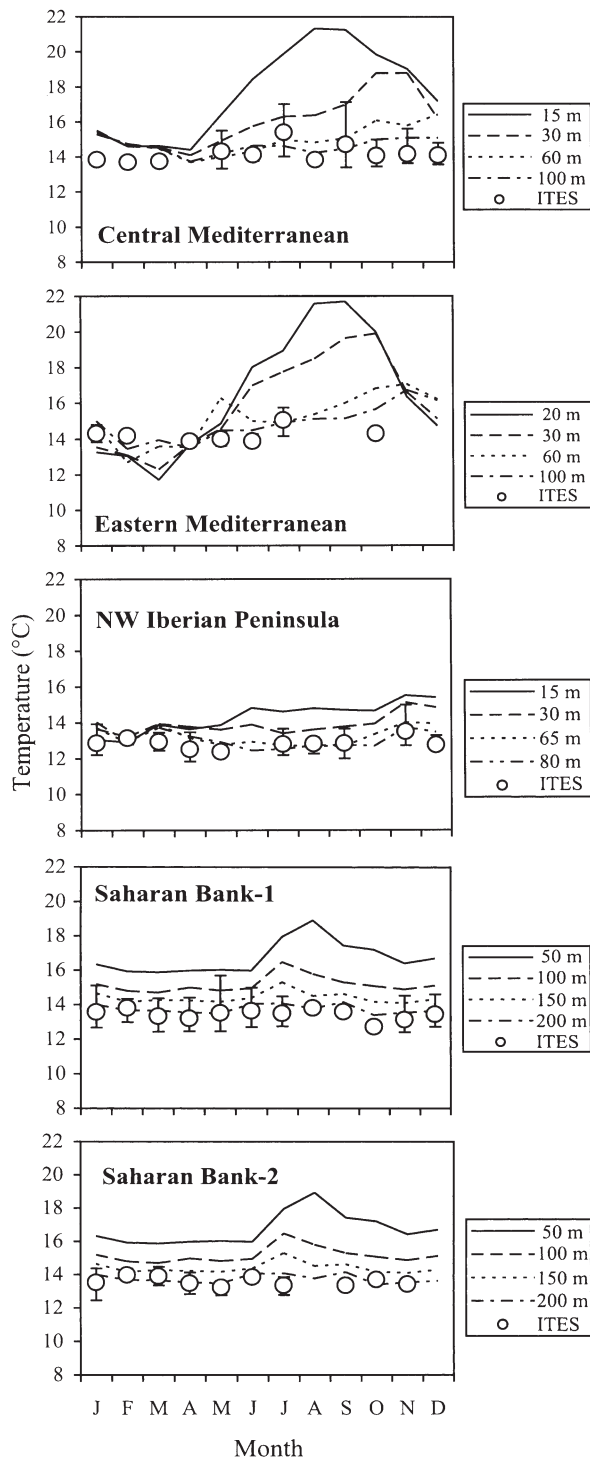 22
20
18
16
14
12
10
8
Central Mediterranean
15 m
30 m
60 m
100 m
ITES
22
20
18
16
14
12
10
8
Eastern Mediterranean
20 m
30 m
60 m
100 m
ITES
Temperature (°C)
22
20
18
16
14
12
10
8
NW Iberian Peninsula
15 m
30 m
65 m
80 m
ITES
22
20
18
16
14
12
10
8
Saharan Bank-1
50 m
100 m
150 m
200 m
ITES
22
20
18
16
14
12
10
8
Saharan Bank-2
50 m
100 m
150 m
200 m
ITES
J F M A M J J A S O N D
Month